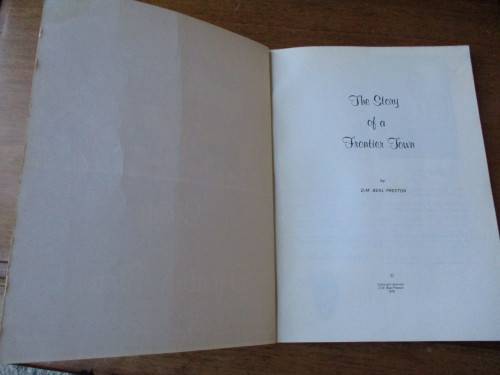 The Story
of a
Frontier Town
by
D.M. BEAL PRESTON
©